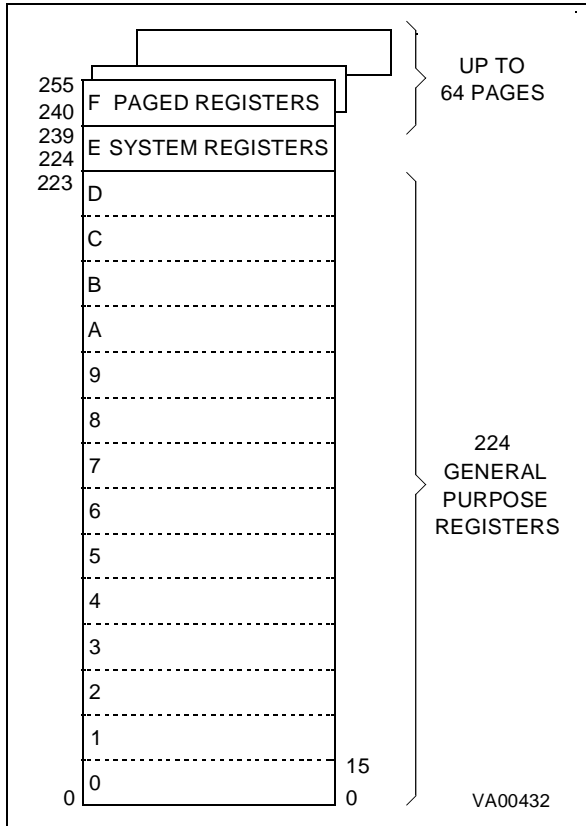 UP TO
64 PAGES
255
240
F PAGED REGISTERS
239
224
E SYSTEM REGISTERS
223
D
C
B
A
9
8
7
6
5
4
3
2
1
0
15
0
0
224
GENERAL
PURPOSE
REGISTERS
VA00432